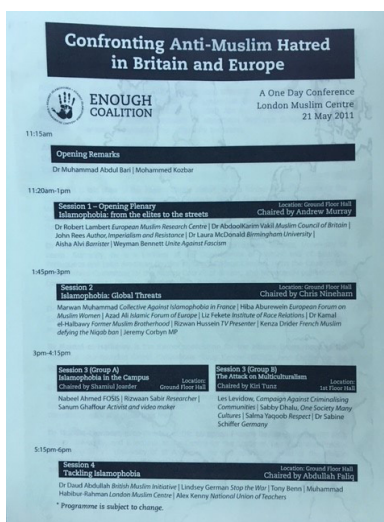 Confronting Anti-Muslim Hatred
in Britain and Europe
ENOUGH
COALITION
A One Day Conference
London Muslim Centre
21 May 2011
11:15am
Opening Remarks
Dr Muhammad Abdul Bari | Mohammed Kozbar
11:20am-1pm
Session 1 – Opening Plenary
Islamophobia: from the elites to the streets
Location: Ground Floor Hall
Chaired by Andrew Murray
Dr Robert Lambert European Muslim Research Centre | Dr AbdoolKarim Vakil Muslim Council of Britain |
John Rees Author, Imperialism and Resistance | Dr Laura McDonald Birmingham University |
Aisha Alvi Barrister | Weyman Bennett Unite Against Fascism
1:45pm-3pm
Session 2
Islamophobia: Global Threats
Location: Ground Floor Hall
Chaired by Chris Nineham
Marwan Muhammad Collective Against Islamophobia in France | Hiba Aburwein European Forum on
Muslim Women | Azad Ali Islamic Forum of Europe | Liz Fekete Institute of Race Relations | Dr Kamal
el-Halbawy Former Muslim Brotherhood | Rizwan Hussein TV Presenter | Kenza Drider French Muslim
defying the Niqab ban | Jeremy Corbyn MP
3pm-4:15pm
Session 3 (Group A)
Islamophobia in the Campus
Chaired by Shamiul Joarder
Location:
Ground Floor Hall
Nabeel Ahmed FOSIS | Rizwaan Sabir Researcher |
Sanum Ghafoor Activist and video maker
Session 3 (Group B)
The Attack on Multiculturalism
Chaired by Kiri Tunz
Location:
1st Floor Hall
Les Levidow, Campaign Against Criminalising
Communities | Sabby Dhalu, One Society Many
Cultures | Salma Yaqoob Respect | Dr Sabine
Schiffer Germany
5:15pm-6pm
Session 4
Tackling Islamophobia
Location: Ground Floor Hall
Chaired by Abdullah Faliq
Dr Daud Abdullah British Muslim Initiative | Lindsey German Stop the War | Tony Benn | Muhammad
Habibur-Rahman London Muslim Centre | Alex Kenny National Union of Teachers
* Programme is subject to change.